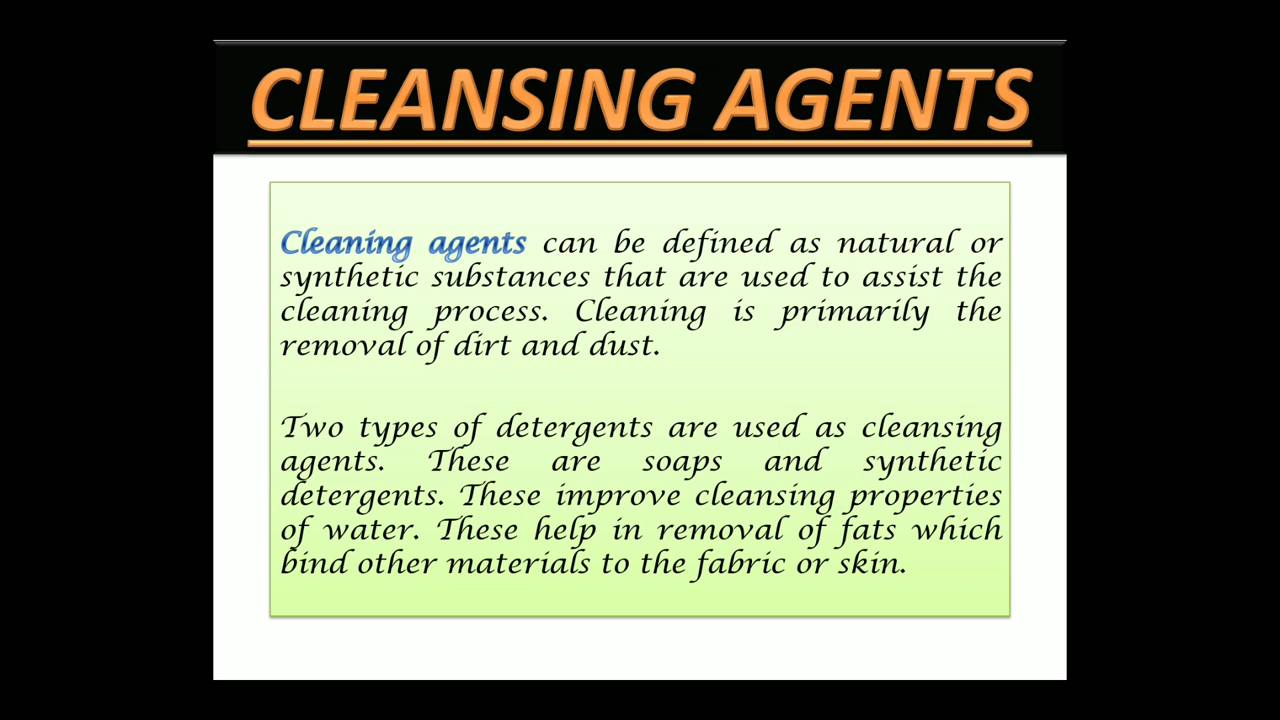 CLEANSING AGENTS
Cleaning agents can be defined as natural or
synthetic substances that are used to assist the
cleaning process. Cleaning is primarily the
removal of dirt and dust.
Two types of detergents are used as cleansing
agents. These are soaps and synthetic
detergents. These improve cleansing properties
of water. These help in removal of fats which
bind other materials to the fabric or skin.